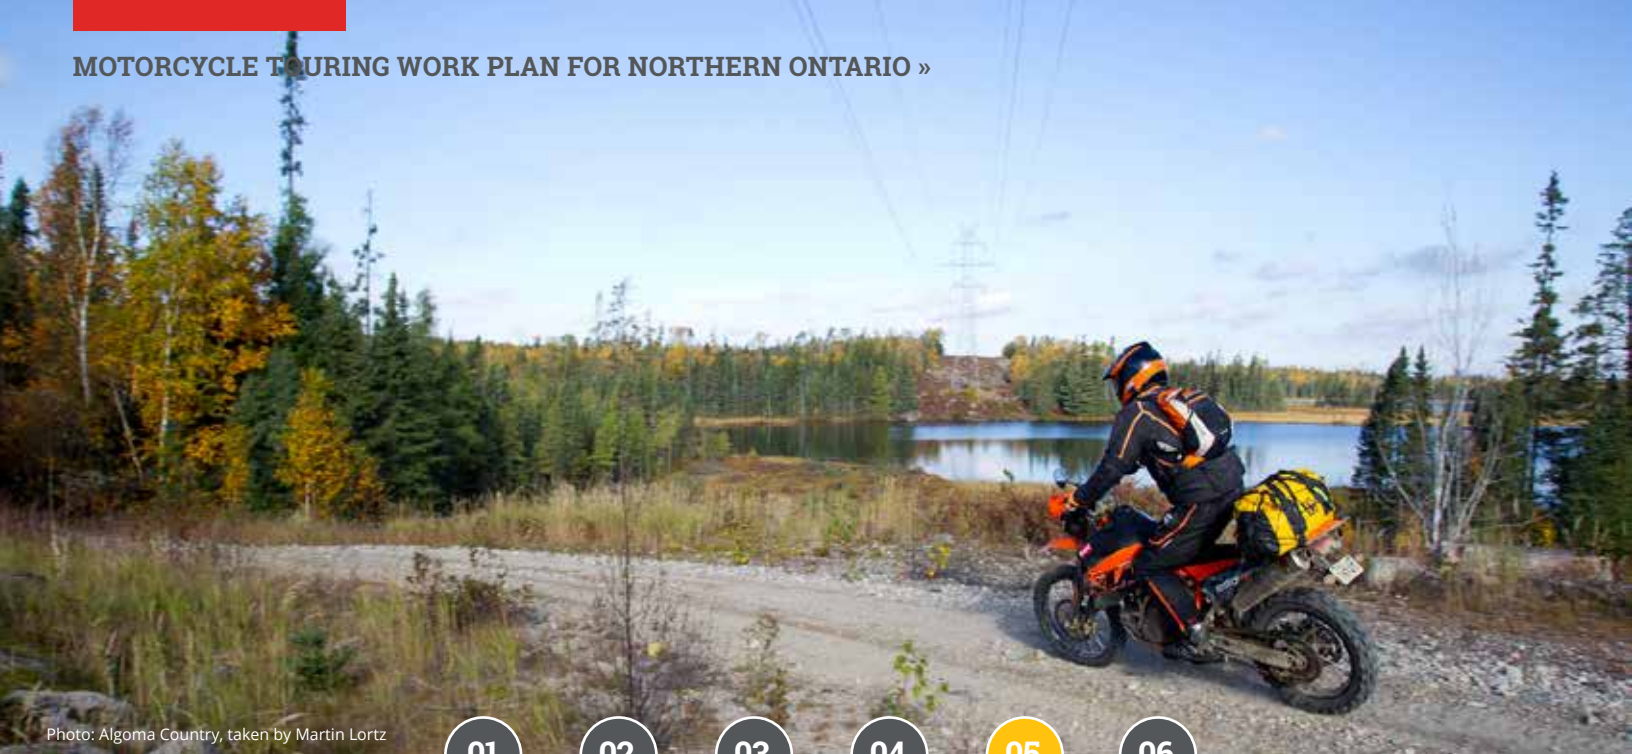 MOTORCYCLE TOURING WORK PLAN FOR NORTHERN ONTARIO »
Photo: Algoma Country, taken by Martin Lortz
01 02 03 04 05 06